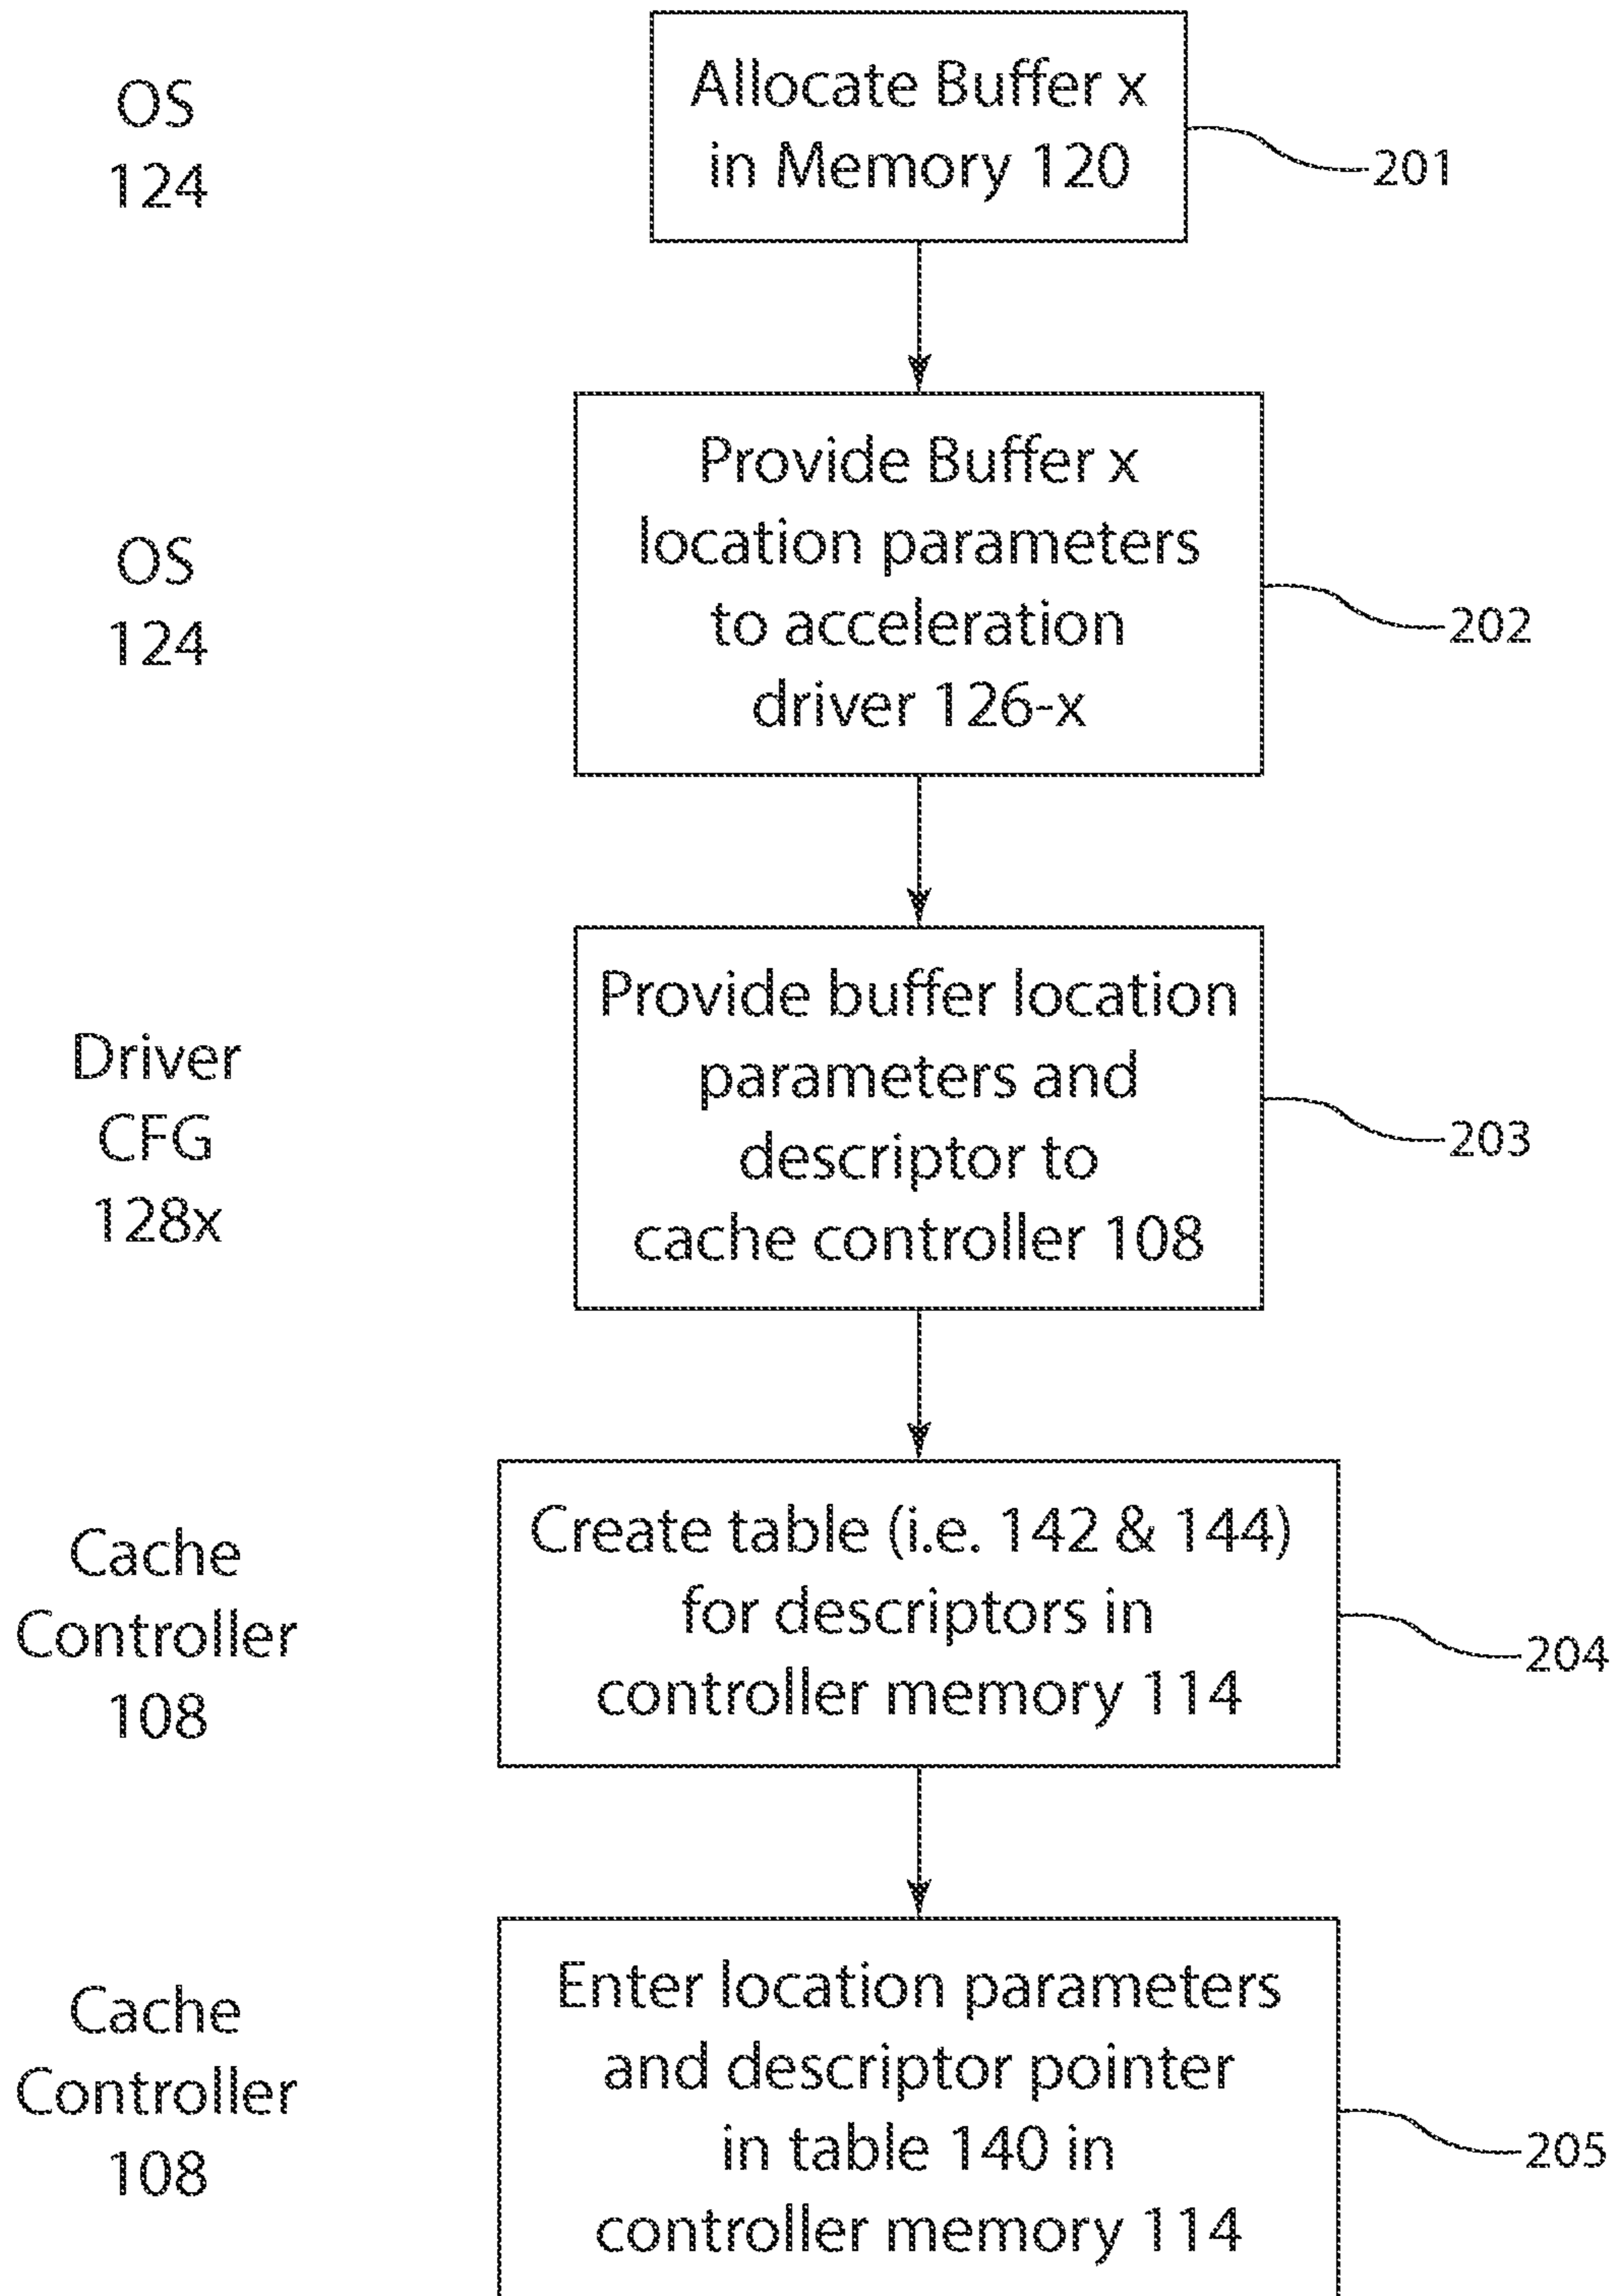 OS
124
Allocate Buffer x
in Memory 120
201
OS
124
Provide Buffer x
location parameters
to acceleration
driver 126-x
202
Driver
CFG
128x
Provide buffer location
parameters and
descriptor to
cache controller 108
203
Cache
Controller
108
Create table (i.e. 142 & 144)
for descriptors in
controller memory 114
204
Cache
Controller
108
Enter location parameters
and descriptor pointer
in table 140 in
controller memory 114
205